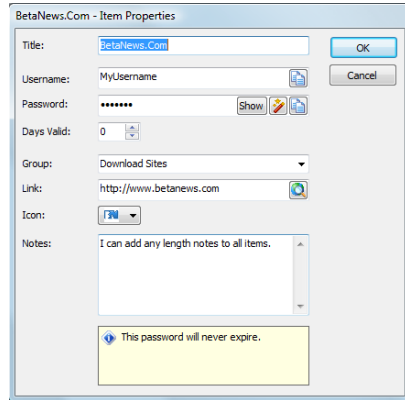 BetaNews.Com - Item Properties
Title: BetaNews.Com
OK
Username: MyUsername
Cancel
Password: ••••••• Show
Days Valid: 0
Group: Download Sites
Link: http://www.betanews.com
Icon:
Notes: I can add any length notes to all items.
This password will never expire.